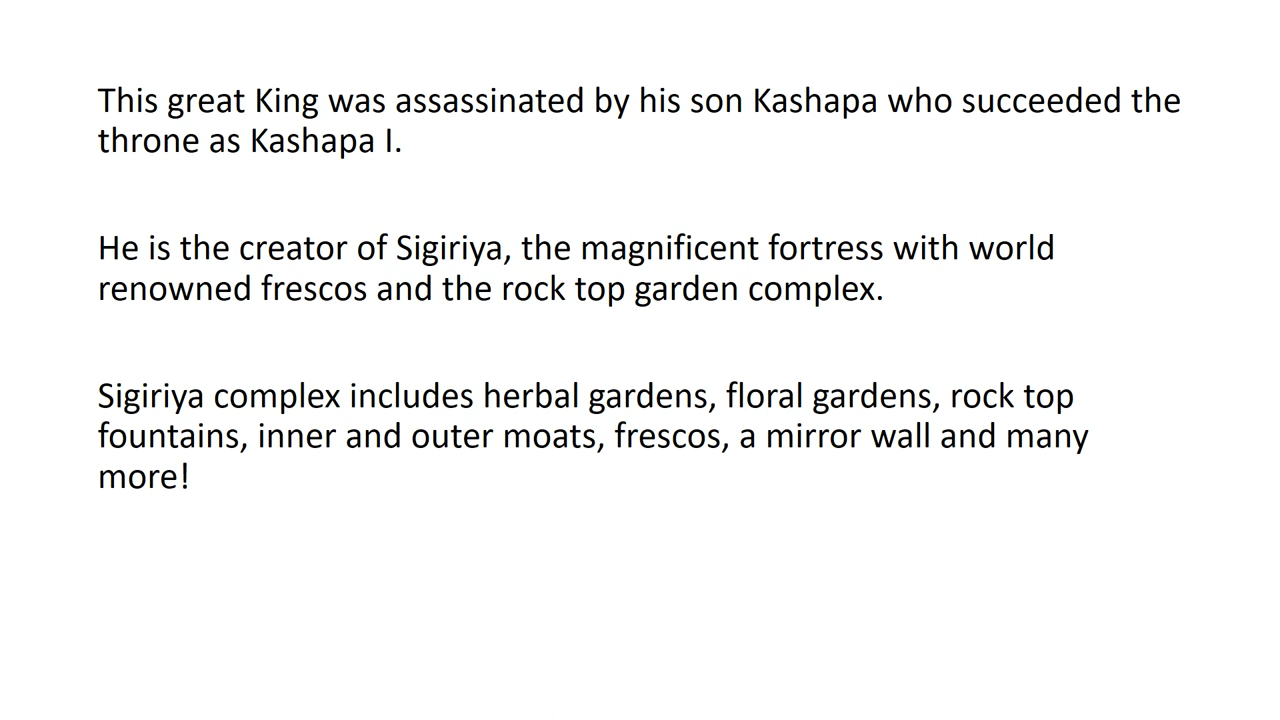 This great King was assassinated by his son Kashapa who succeeded the
throne as Kashapa I.
He is the creator of Sigiriya, the magnificent fortress with world
renowned frescos and the rock top garden complex.
Sigiriya complex includes herbal gardens, floral gardens, rock top
fountains, inner and outer moats, frescos, a mirror wall and many
more!